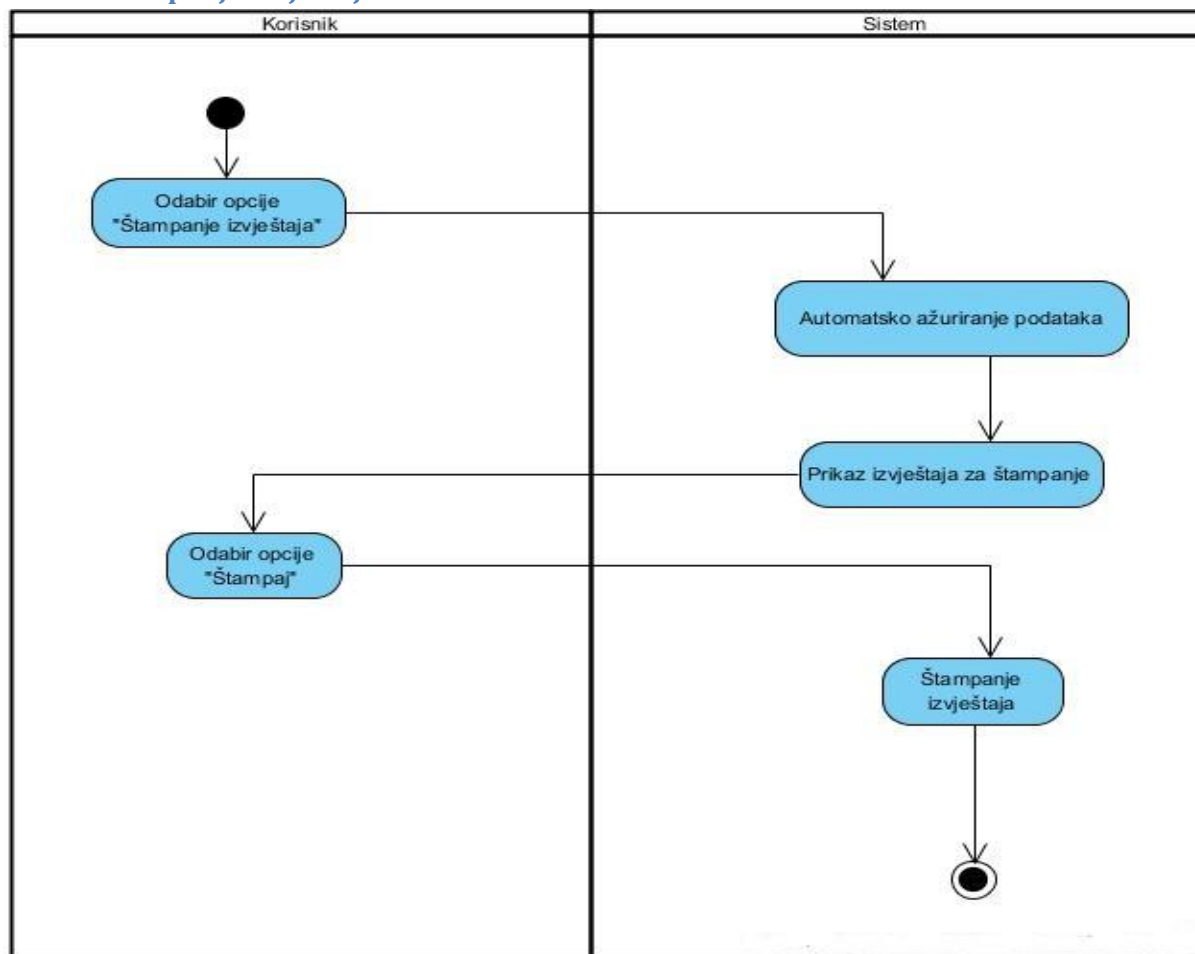 Korisnik
Sistem
Odabir opcije
"Štampanje izvještaja"
Automatsko ažuriranje podataka
Prikaz izvještaja za štampanje
Odabir opcije
"Štampaj"
Štampanje
izvještaja